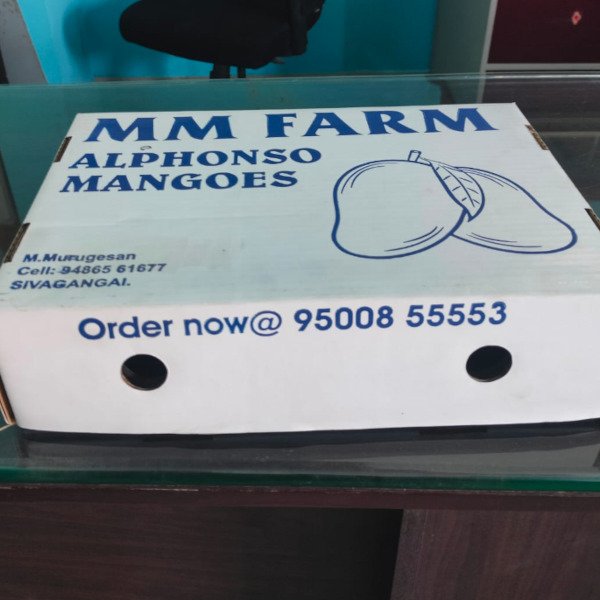 MM FARM
ALPHONSO
MANGOES
M.Murugesan
Cell: 94865 61677
SIVAGANGAI.
Order now@ 95008 55553